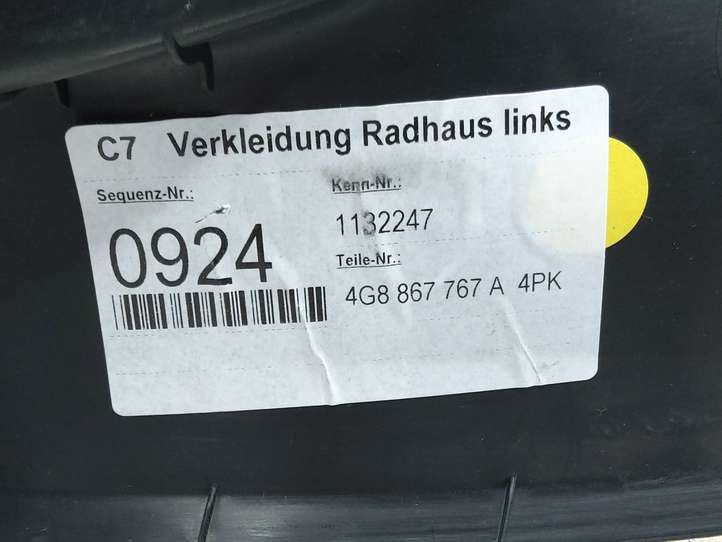 C7 Verkleidung Radhaus links
Sequenz-Nr.:
0924
Kenn-Nr.:
1132247
Teile-Nr.:
4G8 867 767 A 4PK